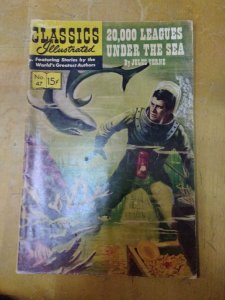 CLASSICS
Illustrated
Featuring Stories by the
World's Greatest Authors
No. 47
15¢
20,000 LEAGUES
UNDER THE SEA
By JULES VERNE